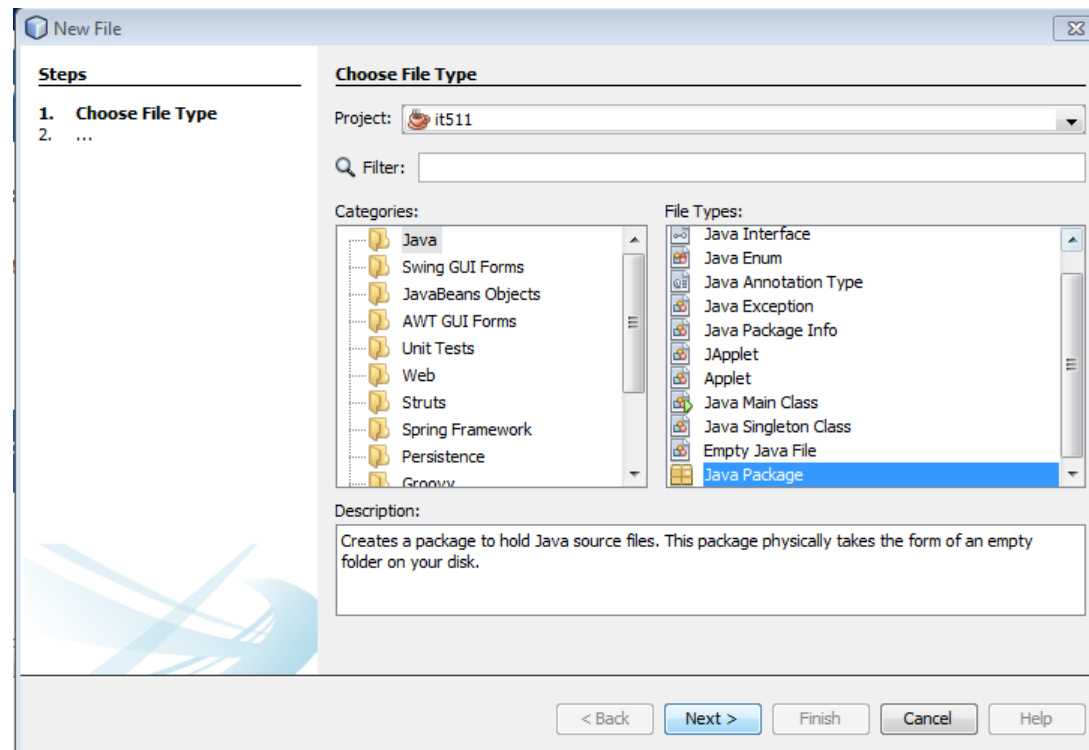 New File
Steps
1. Choose File Type
2. ...
Choose File Type
Project: it511
Filter:
Categories:
Java
Swing GUI Forms
JavaBeans Objects
AWT GUI Forms
Unit Tests
Web
Struts
Spring Framework
Persistence
Groovy
File Types:
Java Interface
Java Enum
Java Annotation Type
Java Exception
Java Package Info
JApplet
Applet
Java Main Class
Java Singleton Class
Empty Java File
Java Package
Description:
Creates a package to hold Java source files. This package physically takes the form of an empty
folder on your disk.
< Back Next > Finish Cancel Help